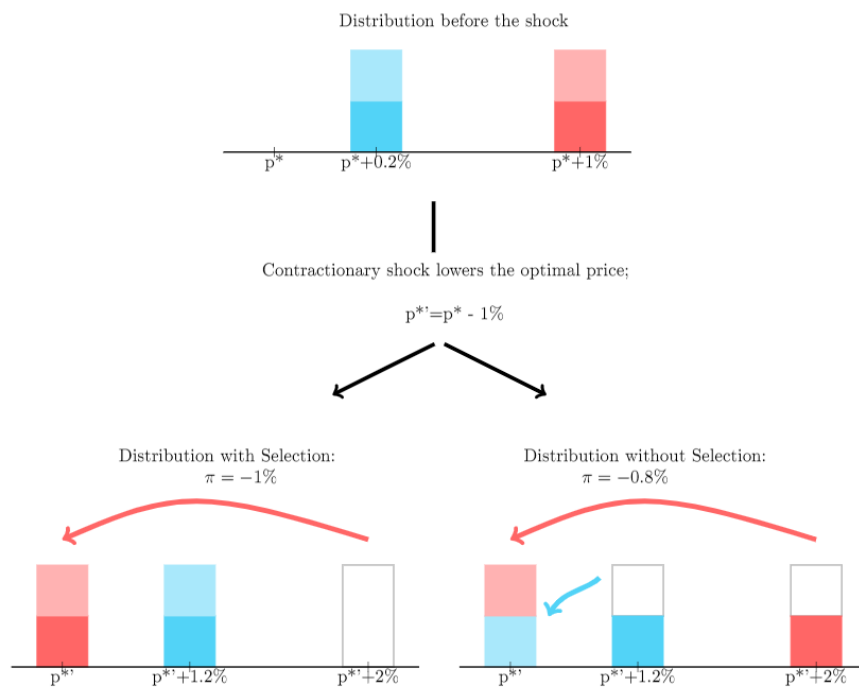 Distribution before the shock
p* p*+0.2% p*+1%
Contractionary shock lowers the optimal price;
p*'=p* - 1%
Distribution with Selection:
π = −1%
Distribution without Selection:
π = −0.8%
p*' p*'+1.2% p*'+2%
p*' p*'+1.2% p*'+2%